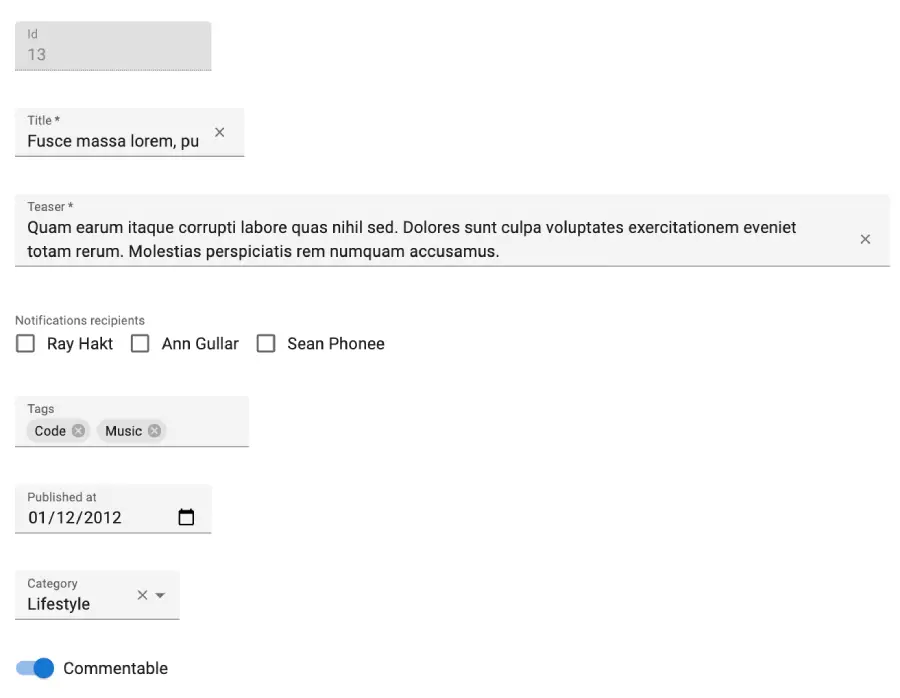 Id
13
Title *
Fusce massa lorem, pu
Teaser *
Quam earum itaque corrupti labore quas nihil sed. Dolores sunt culpa voluptates exercitationem eveniet
totam rerum. Molestias perspiciatis rem numquam accusamus.
Notifications recipients
Ray Hakt Ann Gullar Sean Phonee
Tags
Code Music
Published at
01/12/2012
Category
Lifestyle
Commentable